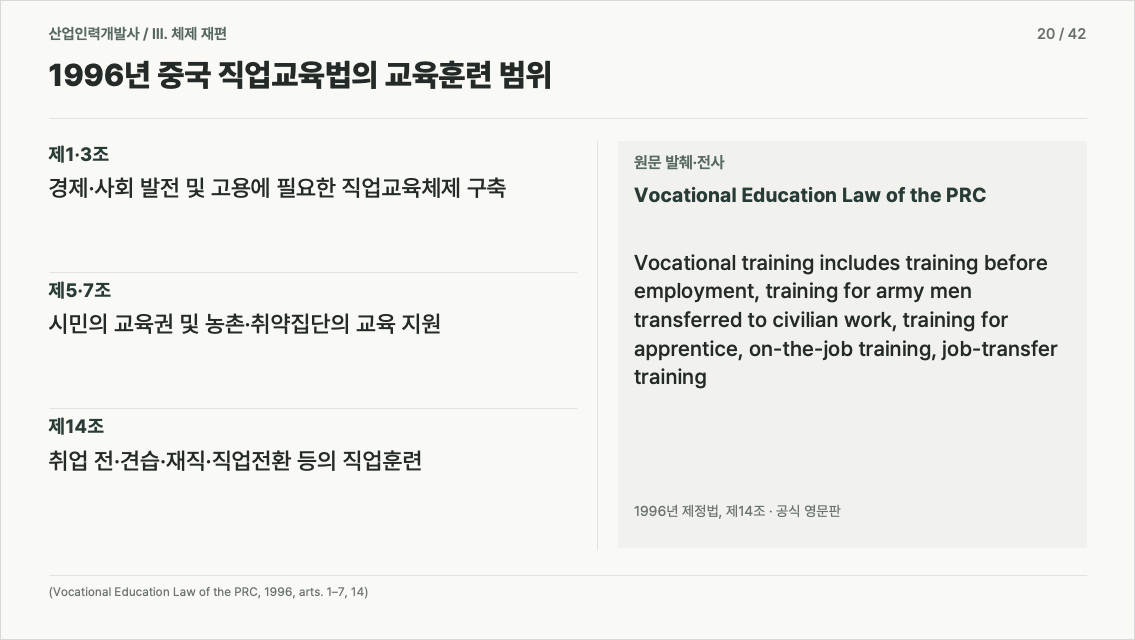 산업인력개발사 / III. 체제 재편
20 / 42
1996년 중국 직업교육법의 교육훈련 범위
제1·3조
경제·사회 발전 및 고용에 필요한 직업교육체제 구축
제5·7조
시민의 교육권 및 농촌·취약집단의 교육 지원
제14조
취업 전·견습·재직·직업전환 등의 직업훈련
원문 발췌·전사
Vocational Education Law of the PRC
Vocational training includes training before
employment, training for army men
transferred to civilian work, training for
apprentice, on-the-job training, job-transfer
training
1996년 제정법, 제14조 · 공식 영문판
(Vocational Education Law of the PRC, 1996, arts. 1–7, 14)